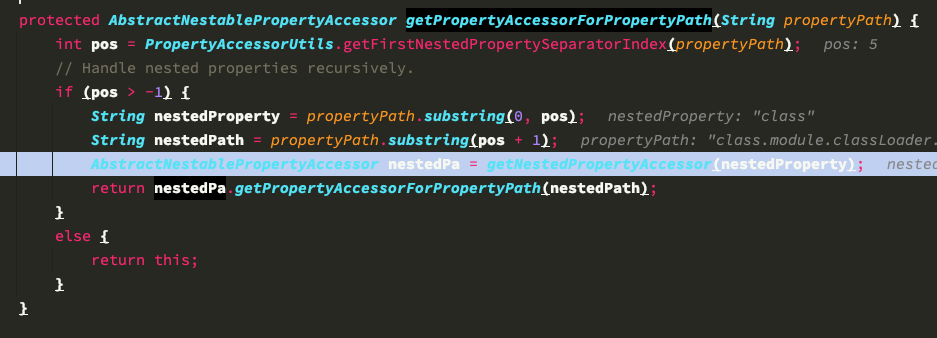 protected AbstractNestablePropertyAccessor getPropertyAccessorForPropertyPath(String propertyPath) {
int pos = PropertyAccessorUtils.getFirstNestedPropertySeparatorIndex(propertyPath); pos: 5
// Handle nested properties recursively.
if (pos > -1) {
String nestedProperty = propertyPath.substring(0, pos); nestedProperty: "class"
String nestedPath = propertyPath.substring(pos + 1); propertyPath: "class.module.classLoader.
AbstractNestablePropertyAccessor nestedPa = getNestedPropertyAccessor(nestedProperty); nested
return nestedPa.getPropertyAccessorForPropertyPath(nestedPath);
}
else {
return this;
}
}